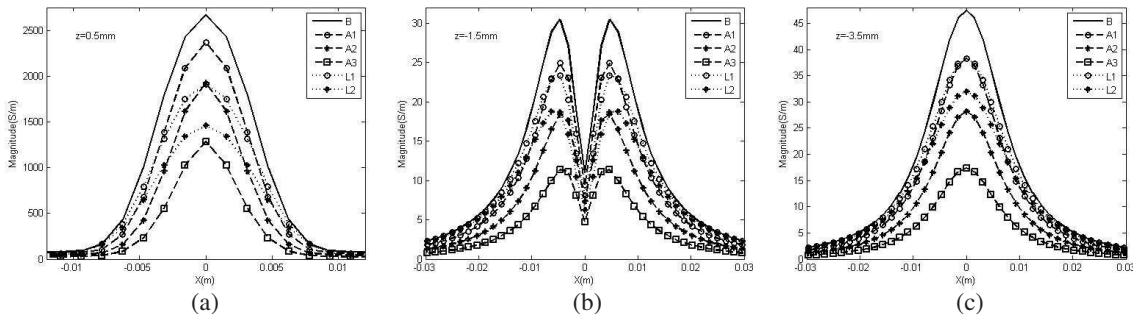 z=0.5mm
B
A1
A2
A3
L1
L2
Magnitude(S/m)
2500
2000
1500
1000
500
0
-0.01
-0.005
0
0.005
0.01
X(m)
(a)
z=-1.5mm
B
A1
A2
A3
L1
L2
Magnitude(S/m)
30
25
20
15
10
5
0
-0.03
-0.02
-0.01
0
0.01
0.02
0.03
X(m)
(b)
z=-3.5mm
B
A1
A2
A3
L1
L2
Magnitude(S/m)
45
40
35
30
25
20
15
10
5
0
-0.03
-0.02
-0.01
0
0.01
0.02
0.03
X(m)
(c)